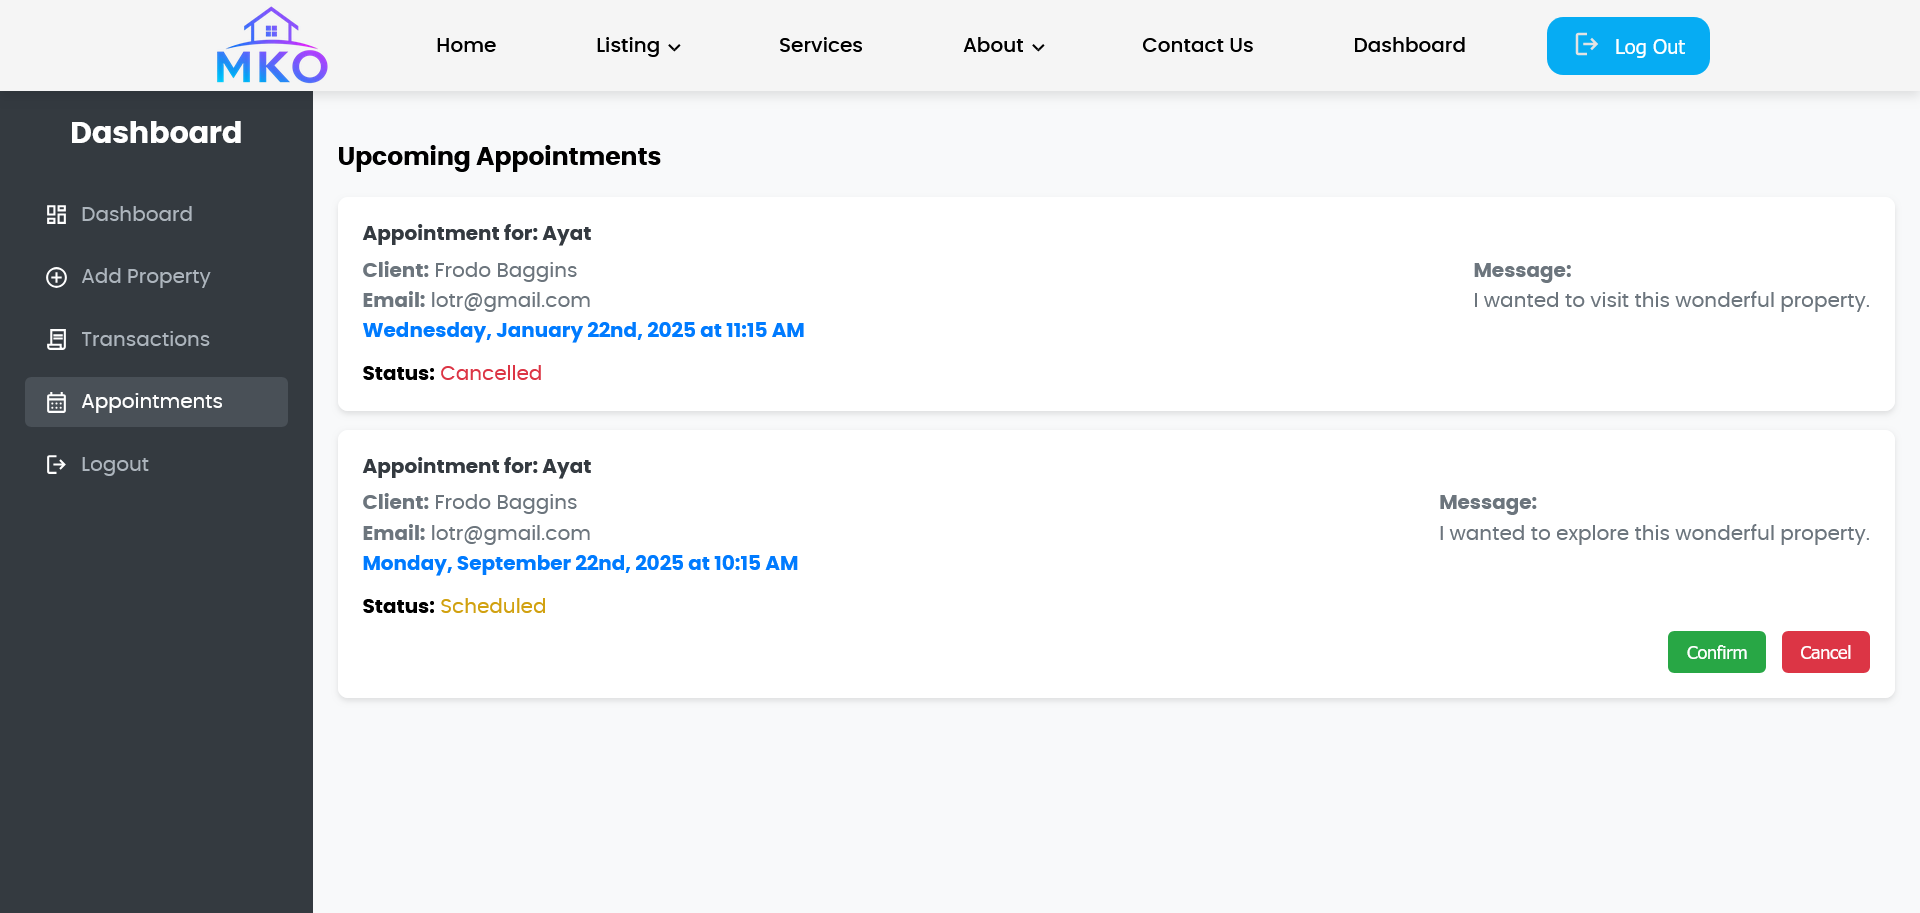 MKO
Home Listing Services About Contact Us Dashboard Log Out
Dashboard
Dashboard
Add Property
Transactions
Appointments
Logout
Upcoming Appointments
Appointment for: Ayat
Client: Frodo Baggins
Email: lotr@gmail.com
Wednesday, January 22nd, 2025 at 11:15 AM
Status: Cancelled
Message:
I wanted to visit this wonderful property.
Appointment for: Ayat
Client: Frodo Baggins
Email: lotr@gmail.com
Monday, September 22nd, 2025 at 10:15 AM
Status: Scheduled
Message:
I wanted to explore this wonderful property.
Confirm Cancel